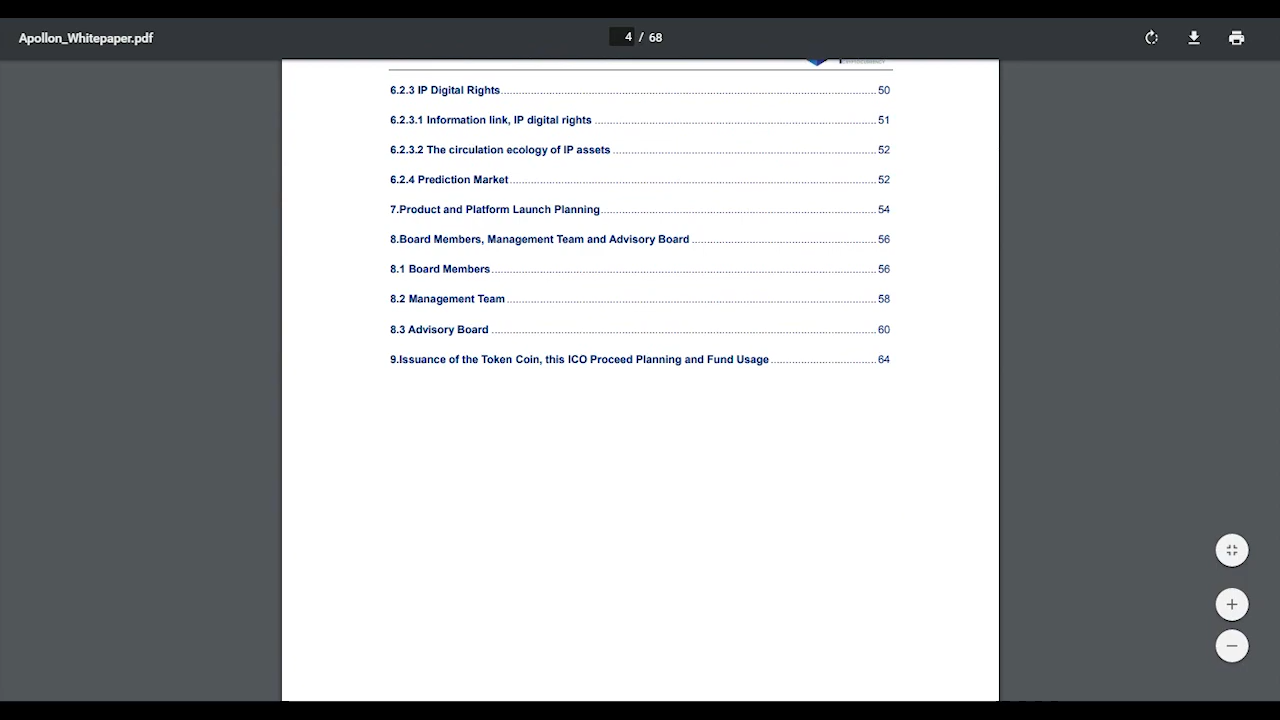 Apollon_Whitepaper.pdf
4 / 68
6.2.3 IP Digital Rights 50
6.2.3.1 Information link, IP digital rights 51
6.2.3.2 The circulation ecology of IP assets 52
6.2.4 Prediction Market 52
7.Product and Platform Launch Planning 54
8.Board Members, Management Team and Advisory Board 56
8.1 Board Members 56
8.2 Management Team 58
8.3 Advisory Board 60
9.Issuance of the Token Coin, this ICO Proceed Planning and Fund Usage 64